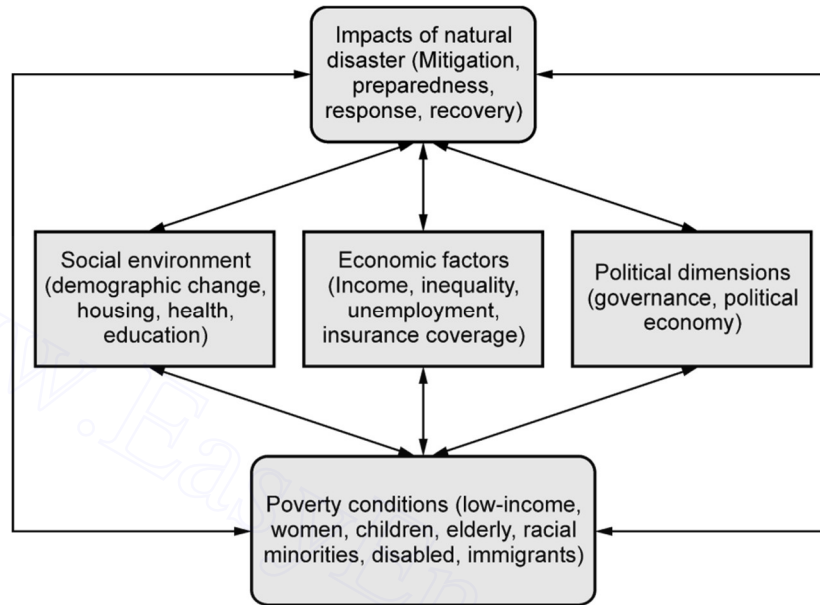 Impacts of natural
disaster (Mitigation,
preparedness,
response, recovery)
Social environment
(demographic change,
housing, health,
education)
Economic factors
(Income, inequality,
unemployment,
insurance coverage)
Political dimensions
(governance, political
economy)
Poverty conditions (low-income,
women, children, elderly, racial
minorities, disabled, immigrants)